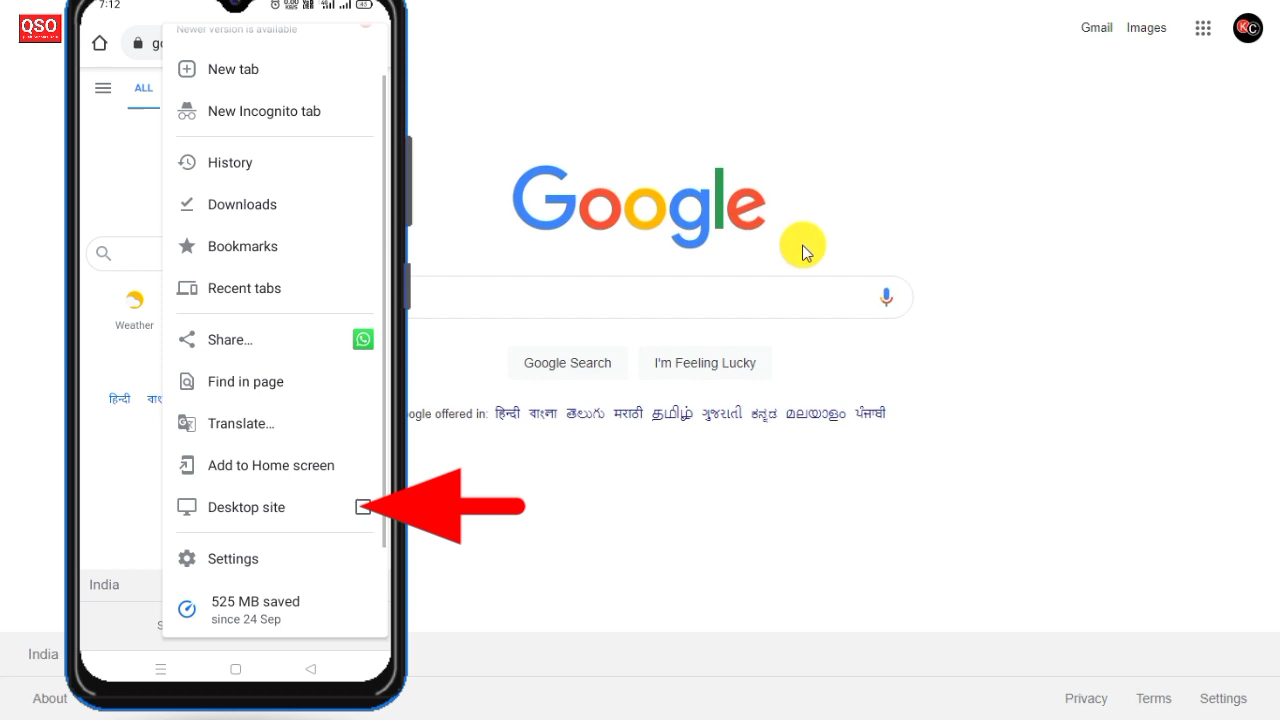 QSO
7:12
Newer version is available
New tab
New Incognito tab
ALL
History
Downloads
Bookmarks
Recent tabs
Weather
Share...
Find in page
Translate...
Add to Home screen
Desktop site
Settings
525 MB saved
since 24 Sep
हिन्दी
India
Gmail Images
KC
Google
Google Search I'm Feeling Lucky
offered in: हिन्दी বাংলা తెలుగు मराठी தமிழ் ગુજરાતી ಕನ್ನಡ മലയാളം ਪੰਜਾਬੀ
India
About
Privacy Terms Settings